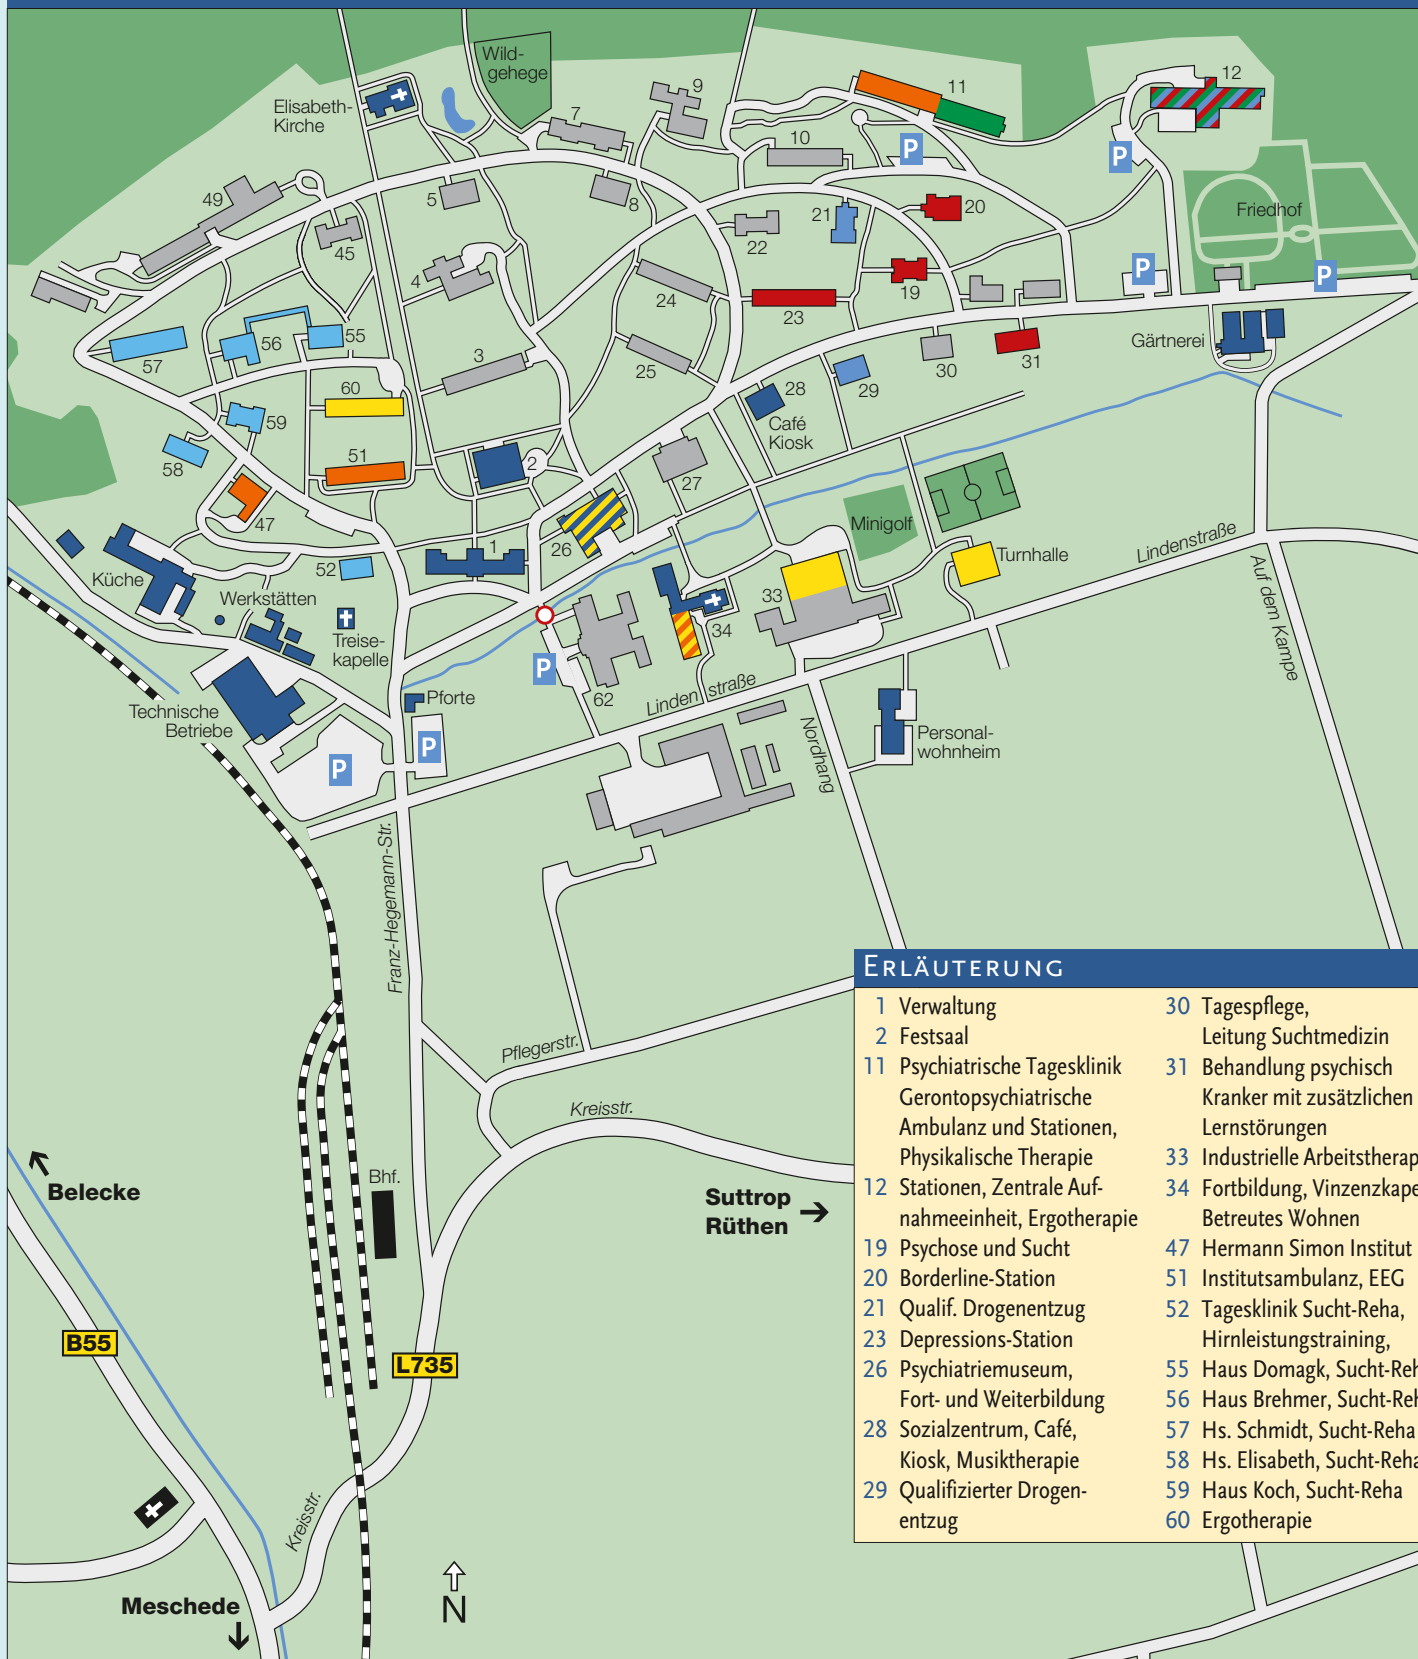 Wild-
gehege
Elisabeth-
Kirche
7
9
11
12
10
49
5
8
45
4
22
21
20
Friedhof
P
P
P
P
24
23
19
57
56
55
3
25
30
31
Gärtnerei
60
28
29
Café
Kiosk
59
58
51
2
27
47
Minigolf
26
1
Turnhalle
Lindenstraße
Auf dem Kampe
Küche
52
Werkstätten
Treise-
kapelle
33
34
P
62
Lindenstraße
Pforte
Technische
Betriebe
P
P
Nordhang
Personal-
wohnheim
Franz-Hegemann-Str.
Pflegerstr.
Kreisstr.
Bhf.
Belecke
Suttrop
Rüthen
B55
L735
Kreisstr.
Meschede
N
ERLÄUTERUNG
1 Verwaltung
2 Festsaal
11 Psychiatrische Tagesklinik
Gerontopsychiatrische
Ambulanz und Stationen,
Physikalische Therapie
12 Stationen, Zentrale Auf-
nahmeeinheit, Ergotherapie
19 Psychose und Sucht
20 Borderline-Station
21 Qualif. Drogenentzug
23 Depressions-Station
26 Psychiatriemuseum,
Fort- und Weiterbildung
28 Sozialzentrum, Café,
Kiosk, Musiktherapie
29 Qualifizierter Drogen-
entzug
30 Tagespflege,
Leitung Suchtmedizin
31 Behandlung psychisch
Kranker mit zusätzlichen
Lernstörungen
33 Industrielle Arbeitstherap
34 Fortbildung, Vinzenzkape
Betreutes Wohnen
47 Hermann Simon Institut
51 Institutsambulanz, EEG
52 Tagesklinik Sucht-Reha,
Hirnleistungstraining,
55 Haus Domagk, Sucht-Reh
56 Haus Brehmer, Sucht-Reh
57 Hs. Schmidt, Sucht-Reha
58 Hs. Elisabeth, Sucht-Reha
59 Haus Koch, Sucht-Reha
60 Ergotherapie